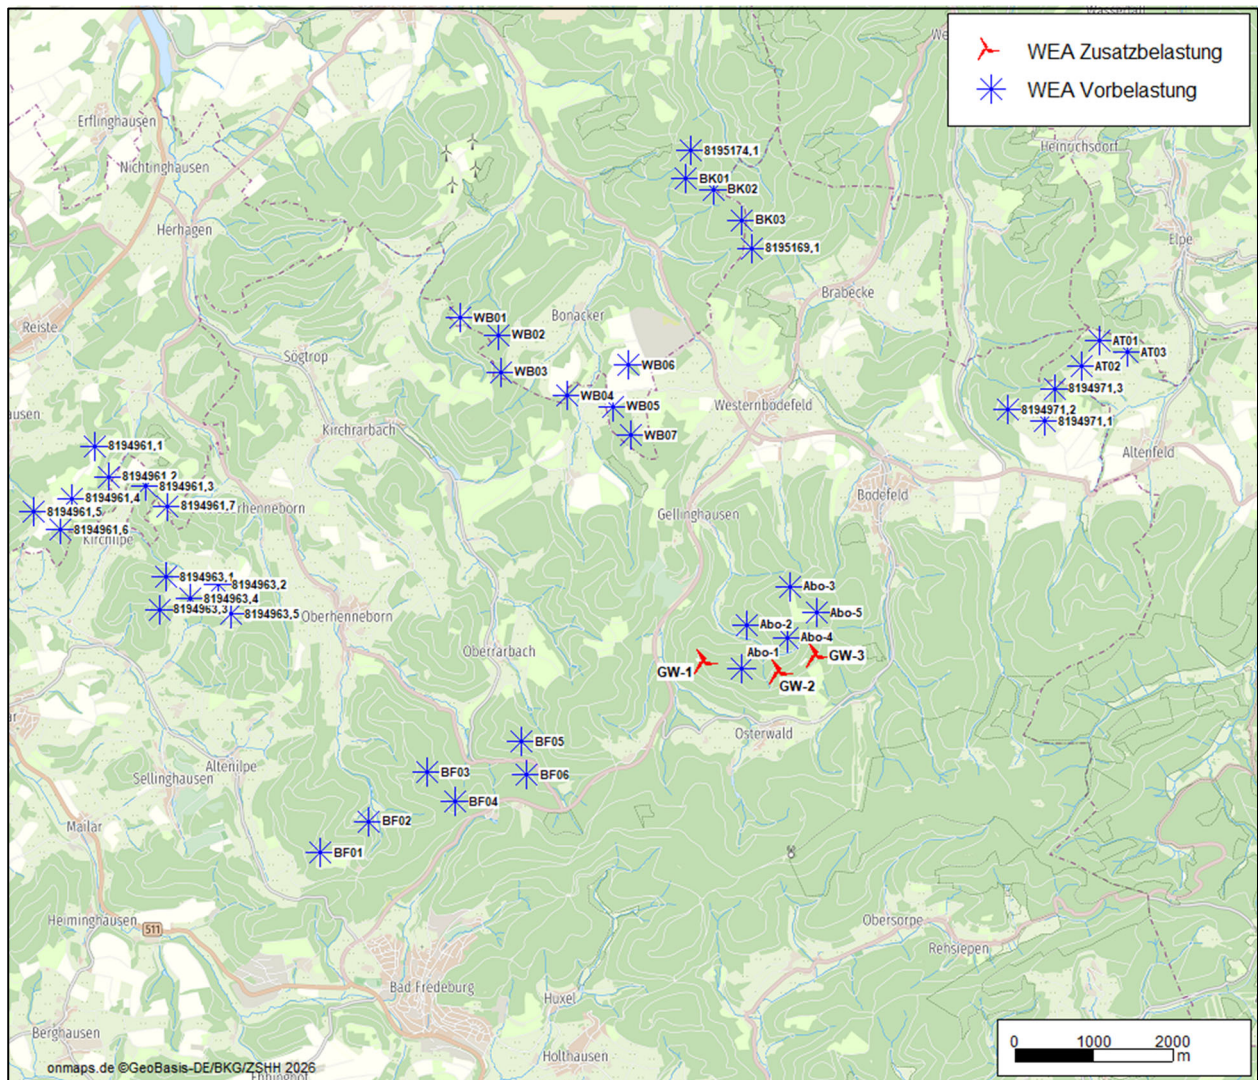 WEA Zusatzbelastung
WEA Vorbelastung
Erflinghausen
Nichtinghausen
Herhagen
Reiste
Sögtrop
Bonacker
Kirchrarbach
8195174,1
BK01
BK02
BK03
8195169,1
Heinrichsdorf
Elpe
Brabecke
WB01
WB02
WB03
WB04
WB05
WB06
WB07
Westernbödefeld
AT01
AT03
AT02
8194971,3
8194971,2
8194971,1
Altenfeld
Bödefeld
Gellinghausen
8194961,1
8194961,2
8194961,3
8194961,4
8194961,7
8194961,5
8194961,6
Kirchilpe
8194963,1
8194963,2
8194963,4
8194963,3
8194963,5
Oberhenneborn
Oberrarbach
Abo-3
Abo-5
Abo-2
Abo-4
Abo-1
GW-1
GW-3
GW-2
Osterwald
BF05
BF03
BF06
BF04
BF02
BF01
Altenilpe
Sellinghausen
Mailar
Heiminghausen
511
Obersorpe
Rehsiepen
Bad Fredeburg
Huxel
Berghausen
Holthausen
onmaps.de ©GeoBasis-DE/BKG/ZSHH 2026
0 1000 2000
m